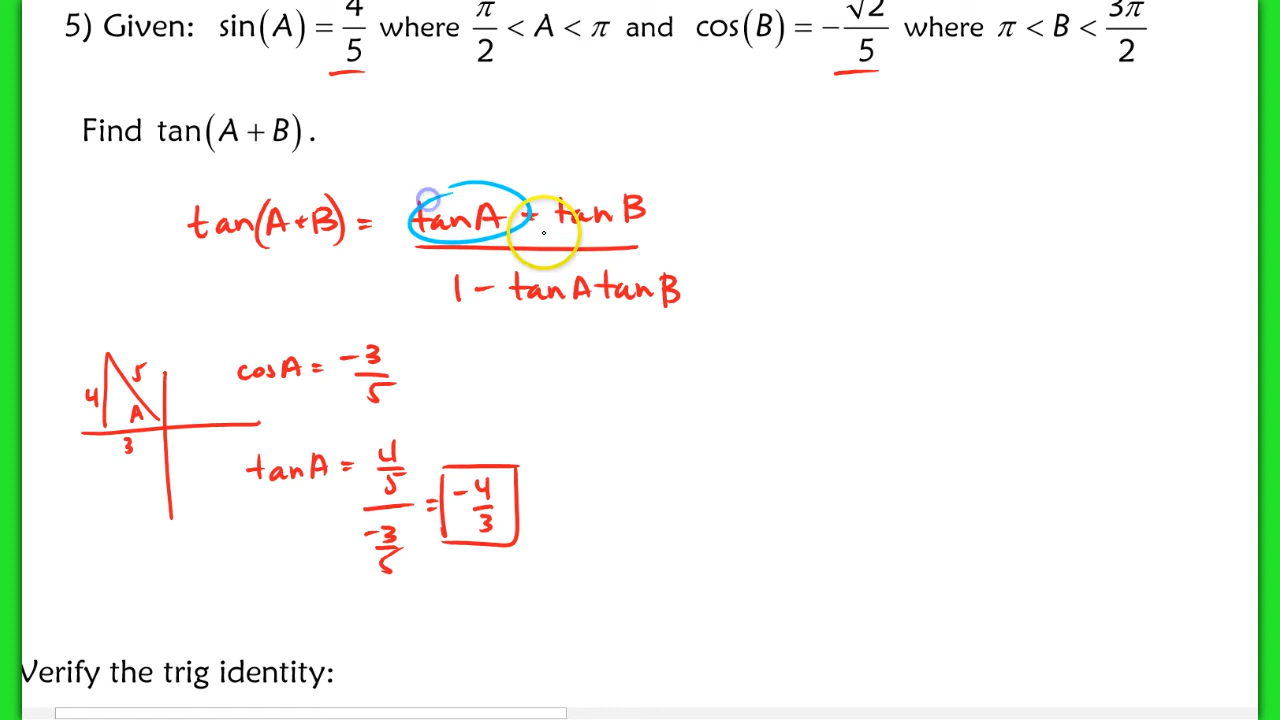 5) Given: sin(A) = 4/5 where π/2 < A < π and cos(B) = -√2/5 where π < B < 3π/2
Find tan(A + B).
tan(A+B) = (tanA + tanB)/(1 - tanA tanB)
5
4
A
3
cosA = -3/5
tanA = (4/5)/(-3/5) = -4/3
Verify the trig identity: